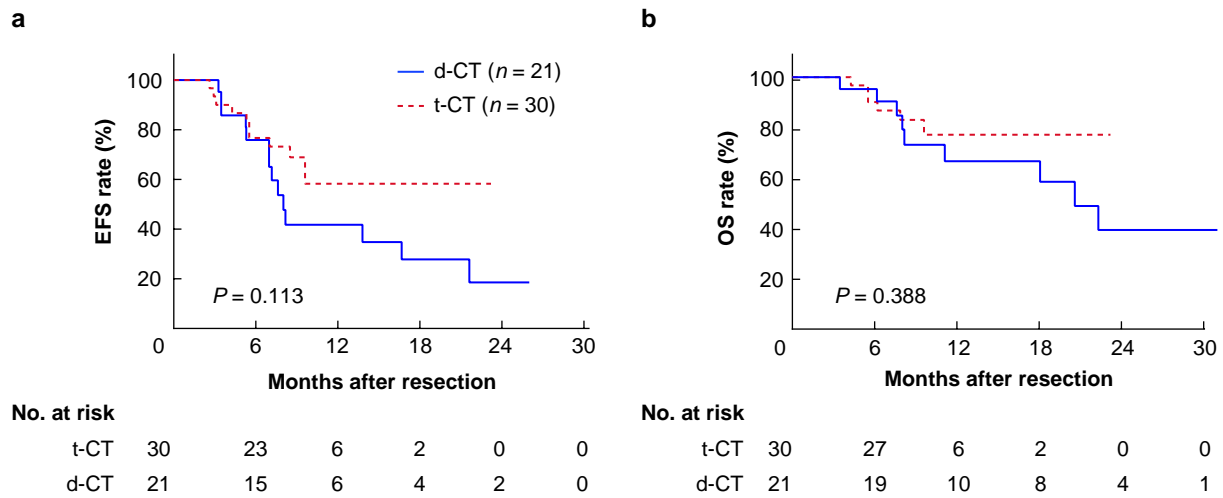 a
EFS rate (%)
100
80
60
40
20
d-CT (n = 21)
t-CT (n = 30)
P = 0.113
0 6 12 18 24 30
Months after resection
No. at risk
t-CT 30 23 6 2 0 0
d-CT 21 15 6 4 2 0
b
OS rate (%)
100
80
60
40
20
P = 0.388
0 6 12 18 24 30
Months after resection
No. at risk
t-CT 30 27 6 2 0 0
d-CT 21 19 10 8 4 1